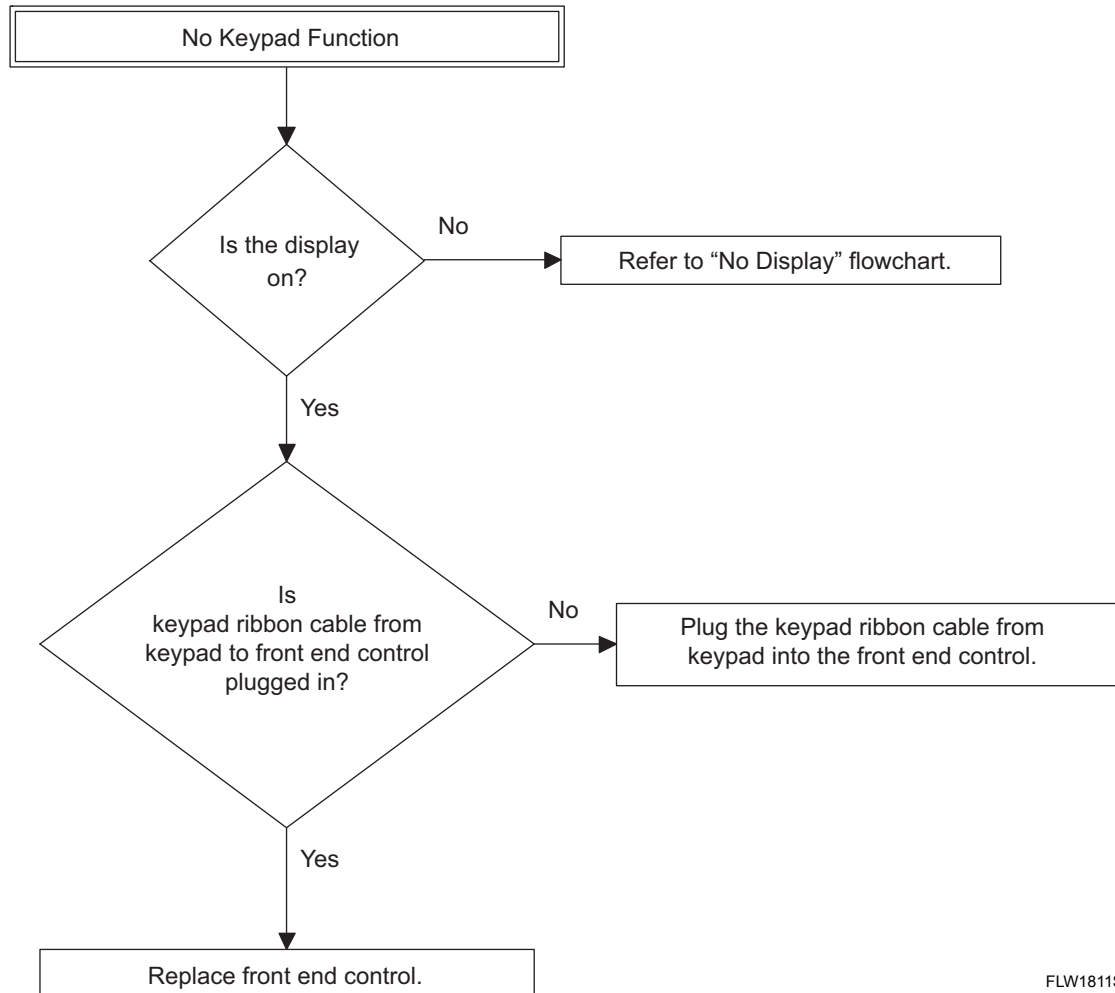 No Keypad Function
Is the display
on?
No
Refer to “No Display” flowchart.
Yes
Is
keypad ribbon cable from
keypad to front end control
plugged in?
No
Plug the keypad ribbon cable from
keypad into the front end control.
Yes
Replace front end control.
FLW1811S